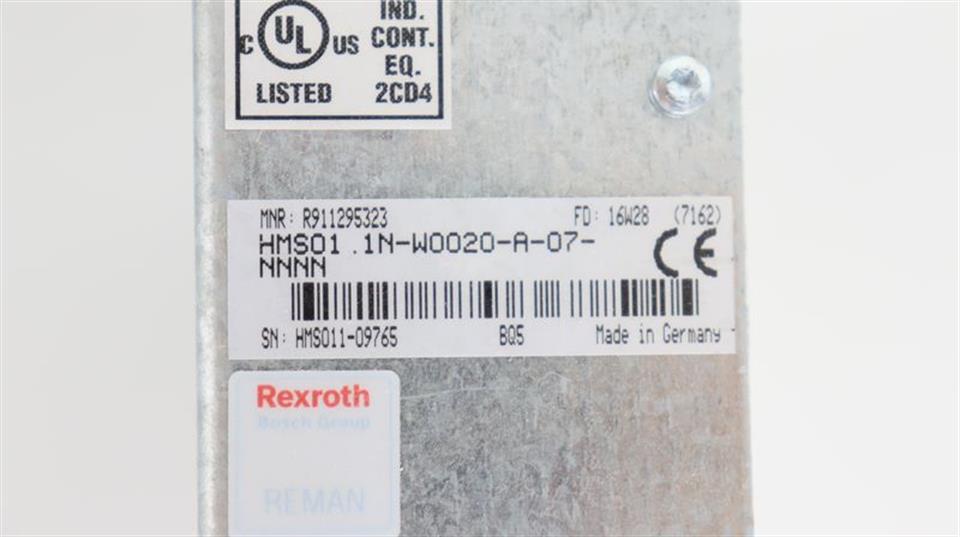 C UL US
LISTED
IND.
CONT.
EQ.
2CD4
MNR: R911295323 FD: 16W28 (7162)
HMS01.1N-W0020-A-07-
NNNN
CE
SN: HMS011-09765 BQ5 Made in Germany
Rexroth
Bosch Group
REMAN